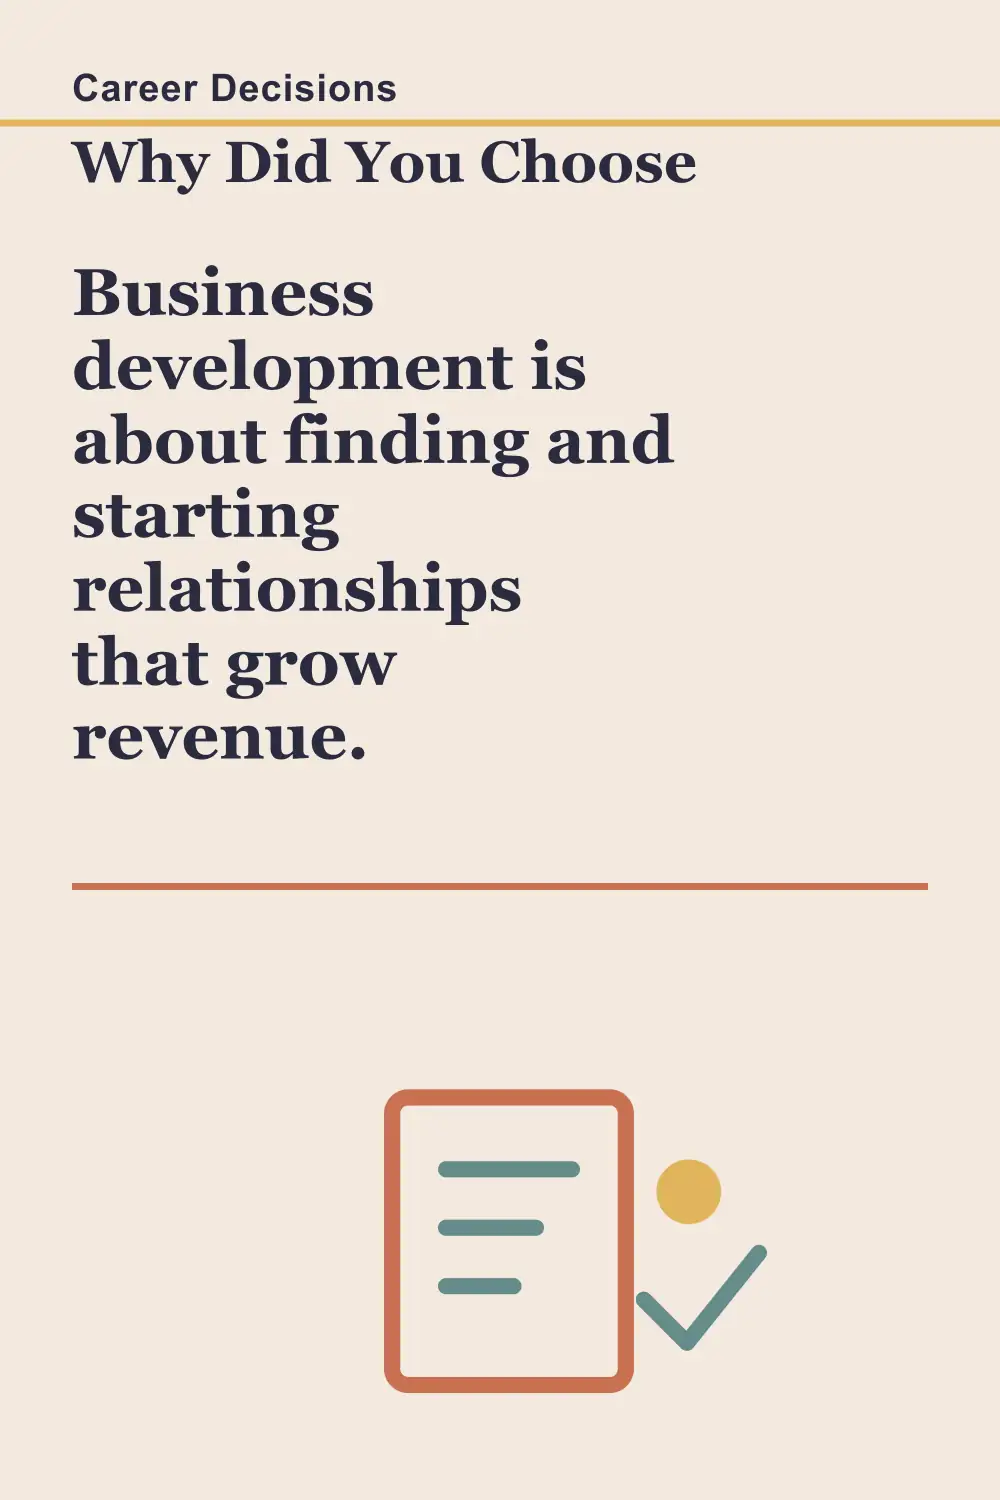 Career Decisions
Why Did You Choose
Business
development is
about finding and
starting
relationships
that grow
revenue.